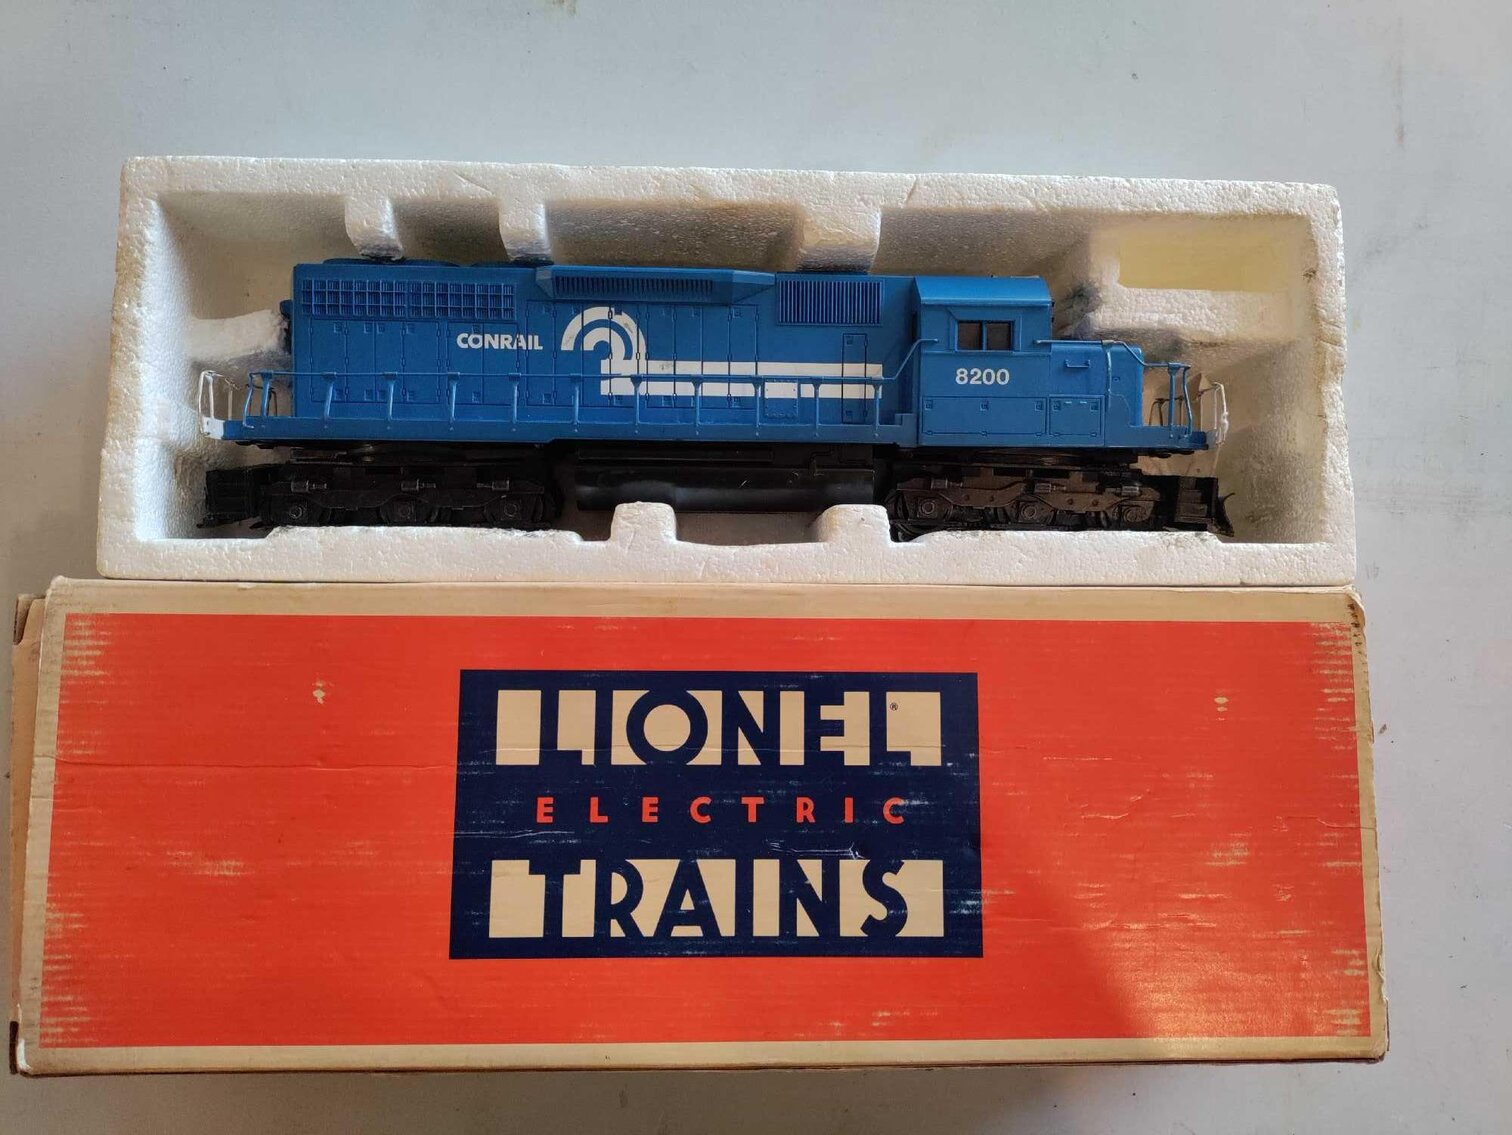 CONRAIL
8200
LIONEL®
ELECTRIC
TRAINS